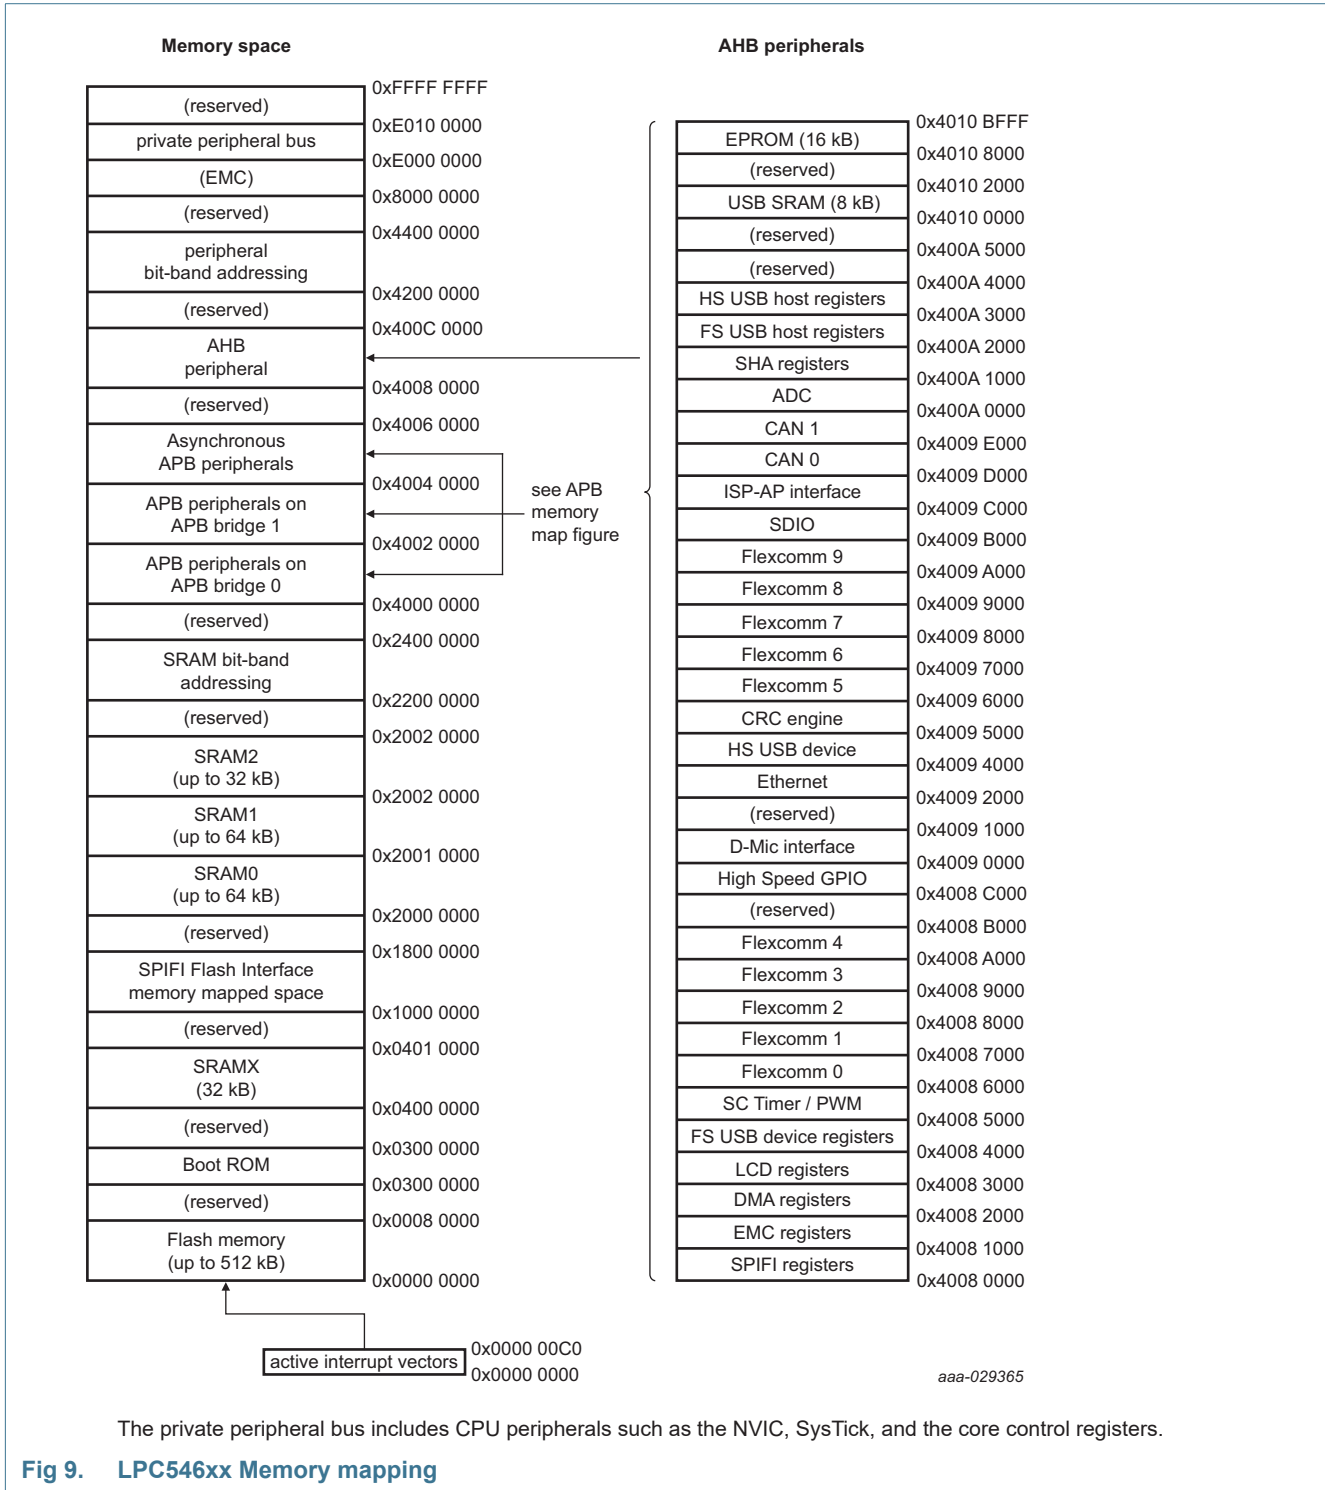 Memory space
0xFFFF FFFF
(reserved)
0xE010 0000
private peripheral bus
0xE000 0000
(EMC)
0x8000 0000
(reserved)
0x4400 0000
peripheral
bit-band addressing
0x4200 0000
(reserved)
0x400C 0000
AHB
peripheral
0x4008 0000
(reserved)
0x4006 0000
Asynchronous
APB peripherals
0x4004 0000
APB peripherals on
APB bridge 1
0x4002 0000
APB peripherals on
APB bridge 0
0x4000 0000
(reserved)
0x2400 0000
SRAM bit-band
addressing
0x2200 0000
(reserved)
0x2002 0000
SRAM2
(up to 32 kB)
0x2002 0000
SRAM1
(up to 64 kB)
0x2001 0000
SRAM0
(up to 64 kB)
0x2000 0000
(reserved)
0x1800 0000
SPIFI Flash Interface
memory mapped space
0x1000 0000
(reserved)
0x0401 0000
SRAMX
(32 kB)
0x0400 0000
(reserved)
0x0300 0000
Boot ROM
0x0300 0000
(reserved)
0x0008 0000
Flash memory
(up to 512 kB)
0x0000 0000
active interrupt vectors
0x0000 00C0
0x0000 0000
see APB
memory
map figure
AHB peripherals
0x4010 BFFF
EPROM (16 kB)
0x4010 8000
(reserved)
0x4010 2000
USB SRAM (8 kB)
0x4010 0000
(reserved)
0x400A 5000
(reserved)
0x400A 4000
HS USB host registers
0x400A 3000
FS USB host registers
0x400A 2000
SHA registers
0x400A 1000
ADC
0x400A 0000
CAN 1
0x4009 E000
CAN 0
0x4009 D000
ISP-AP interface
0x4009 C000
SDIO
0x4009 B000
Flexcomm 9
0x4009 A000
Flexcomm 8
0x4009 9000
Flexcomm 7
0x4009 8000
Flexcomm 6
0x4009 7000
Flexcomm 5
0x4009 6000
CRC engine
0x4009 5000
HS USB device
0x4009 4000
Ethernet
0x4009 2000
(reserved)
0x4009 1000
D-Mic interface
0x4009 0000
High Speed GPIO
0x4008 C000
(reserved)
0x4008 B000
Flexcomm 4
0x4008 A000
Flexcomm 3
0x4008 9000
Flexcomm 2
0x4008 8000
Flexcomm 1
0x4008 7000
Flexcomm 0
0x4008 6000
SC Timer / PWM
0x4008 5000
FS USB device registers
0x4008 4000
LCD registers
0x4008 3000
DMA registers
0x4008 2000
EMC registers
0x4008 1000
SPIFI registers
0x4008 0000
aaa-029365
The private peripheral bus includes CPU peripherals such as the NVIC, SysTick, and the core control registers.
Fig 9. LPC546xx Memory mapping